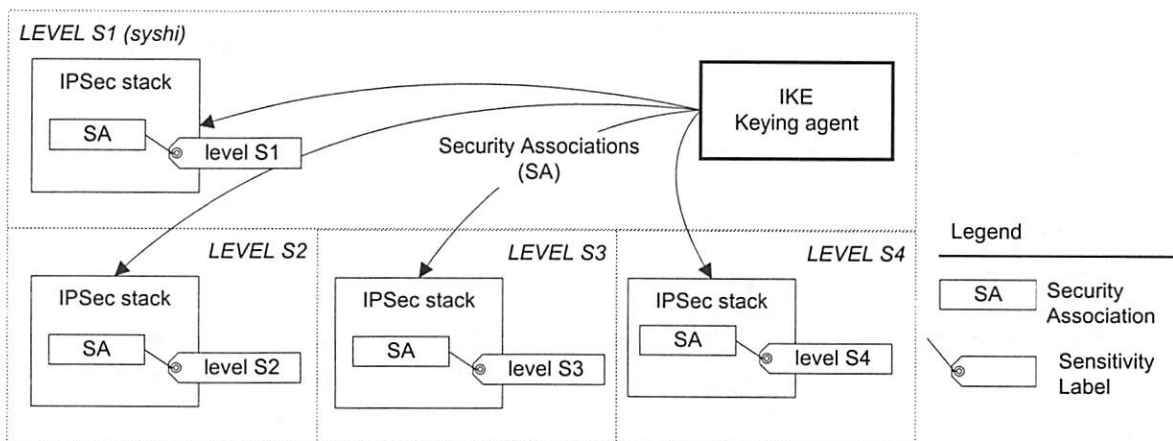 LEVEL S1 (syshi)
IPSec stack
SA
level S1
Security Associations
(SA)
IKE
Keying agent
LEVEL S2
IPSec stack
SA
level S2
LEVEL S3
IPSec stack
SA
level S3
LEVEL S4
IPSec stack
SA
level S4
Legend
SA
Security
Association
Sensitivity
Label